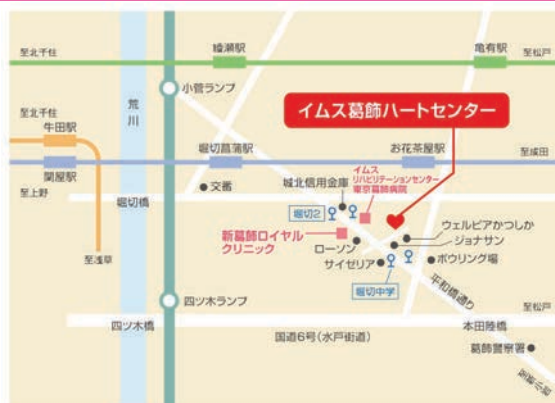 至北千住
綾瀬駅
亀有駅
至松戸
小菅ランプ
荒川
イムス葛飾ハートセンター
至北千住
牛田駅
堀切菖蒲駅
お花茶屋駅
至成田
関屋駅
至上野
堀切橋
交番
城北信用金庫
イムス
リハビリテーションセンター
東京葛飾病院
堀切2
新葛飾ロイヤル
クリニック
ローソン
サイゼリア
ウェルピアかつしか
ジョナサン
ボウリング場
堀切中学
平和橋通り
至浅草
四ツ木ランプ
四ツ木橋
国道6号(水戸街道)
本田陸橋
至松戸
葛飾警察署